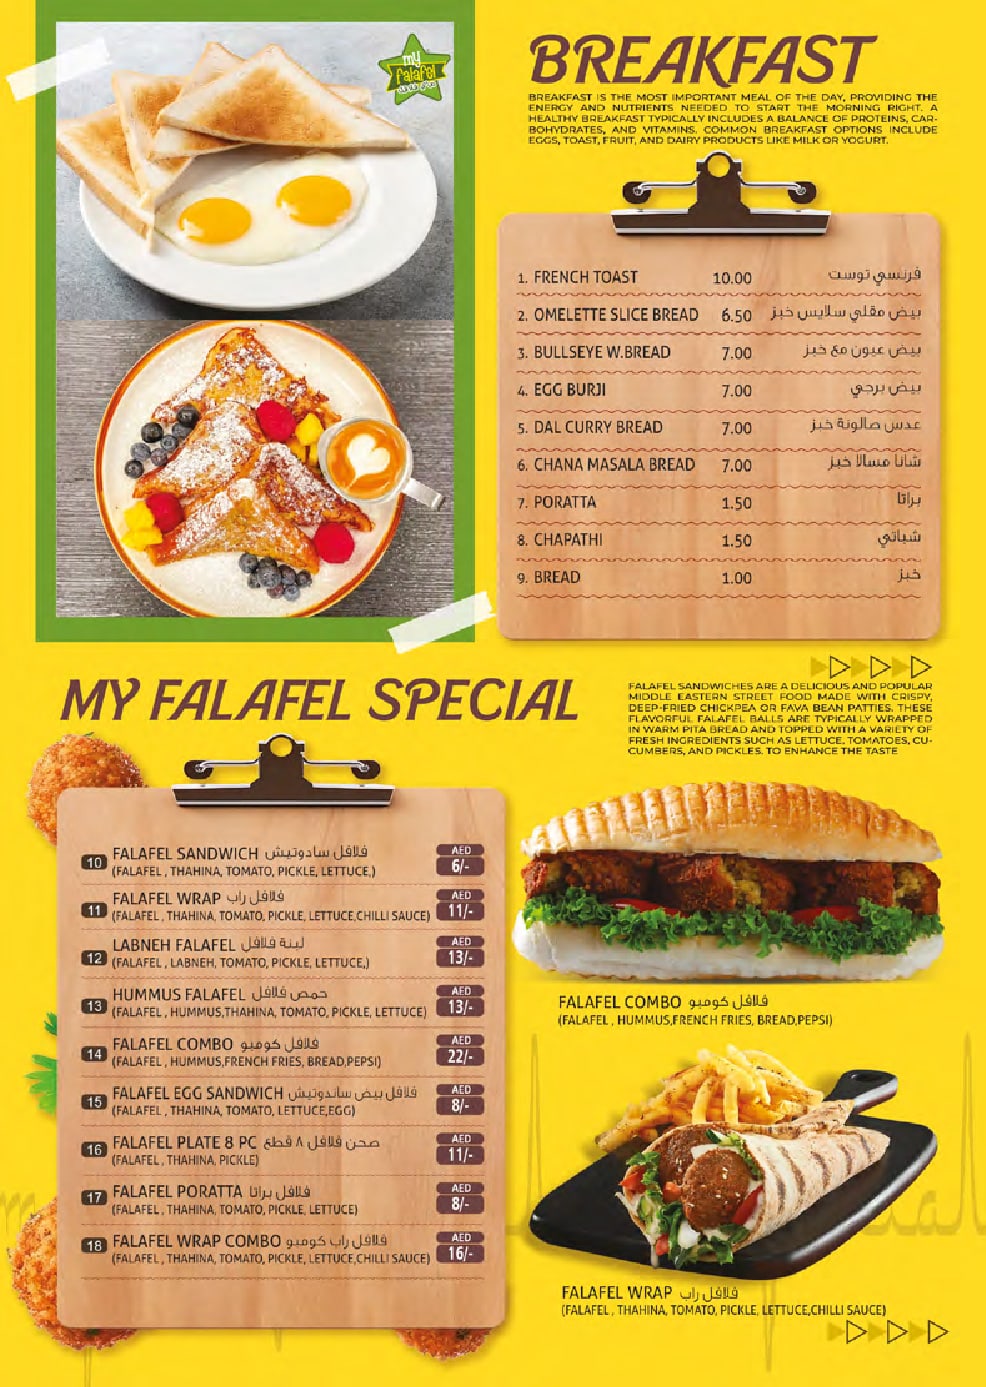 my
falafel
BREAKFAST
BREAKFAST IS THE MOST IMPORTANT MEAL OF THE DAY, PROVIDING THE
ENERGY AND NUTRIENTS NEEDED TO START THE MORNING RIGHT. A
HEALTHY BREAKFAST TYPICALLY INCLUDES A BALANCE OF PROTEINS, CAR-
BOHYDRATES, AND VITAMINS. COMMON BREAKFAST OPTIONS INCLUDE
EGGS, TOAST, FRUIT, AND DAIRY PRODUCTS LIKE MILK OR YOGURT.
1. FRENCH TOAST 10.00 فرنسي توست
2. OMELETTE SLICE BREAD 6.50 بيض مقلي سلايس خبز
3. BULLSEYE W.BREAD 7.00 بيض عيون مع خبز
4. EGG BURJI 7.00 بيض برجي
5. DAL CURRY BREAD 7.00 عدس صالونة خبز
6. CHANA MASALA BREAD 7.00 شانا مسالا خبز
7. PORATTA 1.50 براتا
8. CHAPATHI 1.50 شباتي
9. BREAD 1.00 خبز
MY FALAFEL SPECIAL
FALAFEL SANDWICHES ARE A DELICIOUS AND POPULAR
MIDDLE EASTERN STREET FOOD MADE WITH CRISPY,
DEEP-FRIED CHICKPEA OR FAVA BEAN PATTIES. THESE
FLAVORFUL FALAFEL BALLS ARE TYPICALLY WRAPPED
IN WARM PITA BREAD AND TOPPED WITH A VARIETY OF
FRESH INGREDIENTS SUCH AS LETTUCE, TOMATOES, CU-
CUMBERS, AND PICKLES. TO ENHANCE THE TASTE
10 FALAFEL SANDWICH فلافل سادوتيش AED 6/-
(FALAFEL , THAHINA, TOMATO, PICKLE, LETTUCE,)
11 FALAFEL WRAP فلافل راب AED 11/-
(FALAFEL , THAHINA, TOMATO, PICKLE, LETTUCE,CHILLI SAUCE)
12 LABNEH FALAFEL لبنة فلافل AED 13/-
(FALAFEL , LABNEH, TOMATO, PICKLE, LETTUCE,)
13 HUMMUS FALAFEL حمص فلافل AED 13/-
(FALAFEL , HUMMUS,THAHINA, TOMATO, PICKLE, LETTUCE)
14 FALAFEL COMBO فلافل كومبو AED 22/-
(FALAFEL , HUMMUS,FRENCH FRIES, BREAD,PEPSI)
15 FALAFEL EGG SANDWICH فلافل بيض ساندوتيش AED 8/-
(FALAFEL , THAHINA, TOMATO, LETTUCE,EGG)
16 FALAFEL PLATE 8 PC صحن فلافل ٨ قطع AED 11/-
(FALAFEL , THAHINA, PICKLE)
17 FALAFEL PORATTA فلافل براتا AED 8/-
(FALAFEL , THAHINA, TOMATO, PICKLE, LETTUCE)
18 FALAFEL WRAP COMBO فلافل راب كومبو AED 16/-
(FALAFEL , THAHINA, TOMATO, PICKLE, LETTUCE,CHILLI SAUCE)
FALAFEL COMBO فلافل كومبو
(FALAFEL , HUMMUS,FRENCH FRIES, BREAD,PEPSI)
FALAFEL WRAP فلافل راب
(FALAFEL , THAHINA, TOMATO, PICKLE, LETTUCE,CHILLI SAUCE)